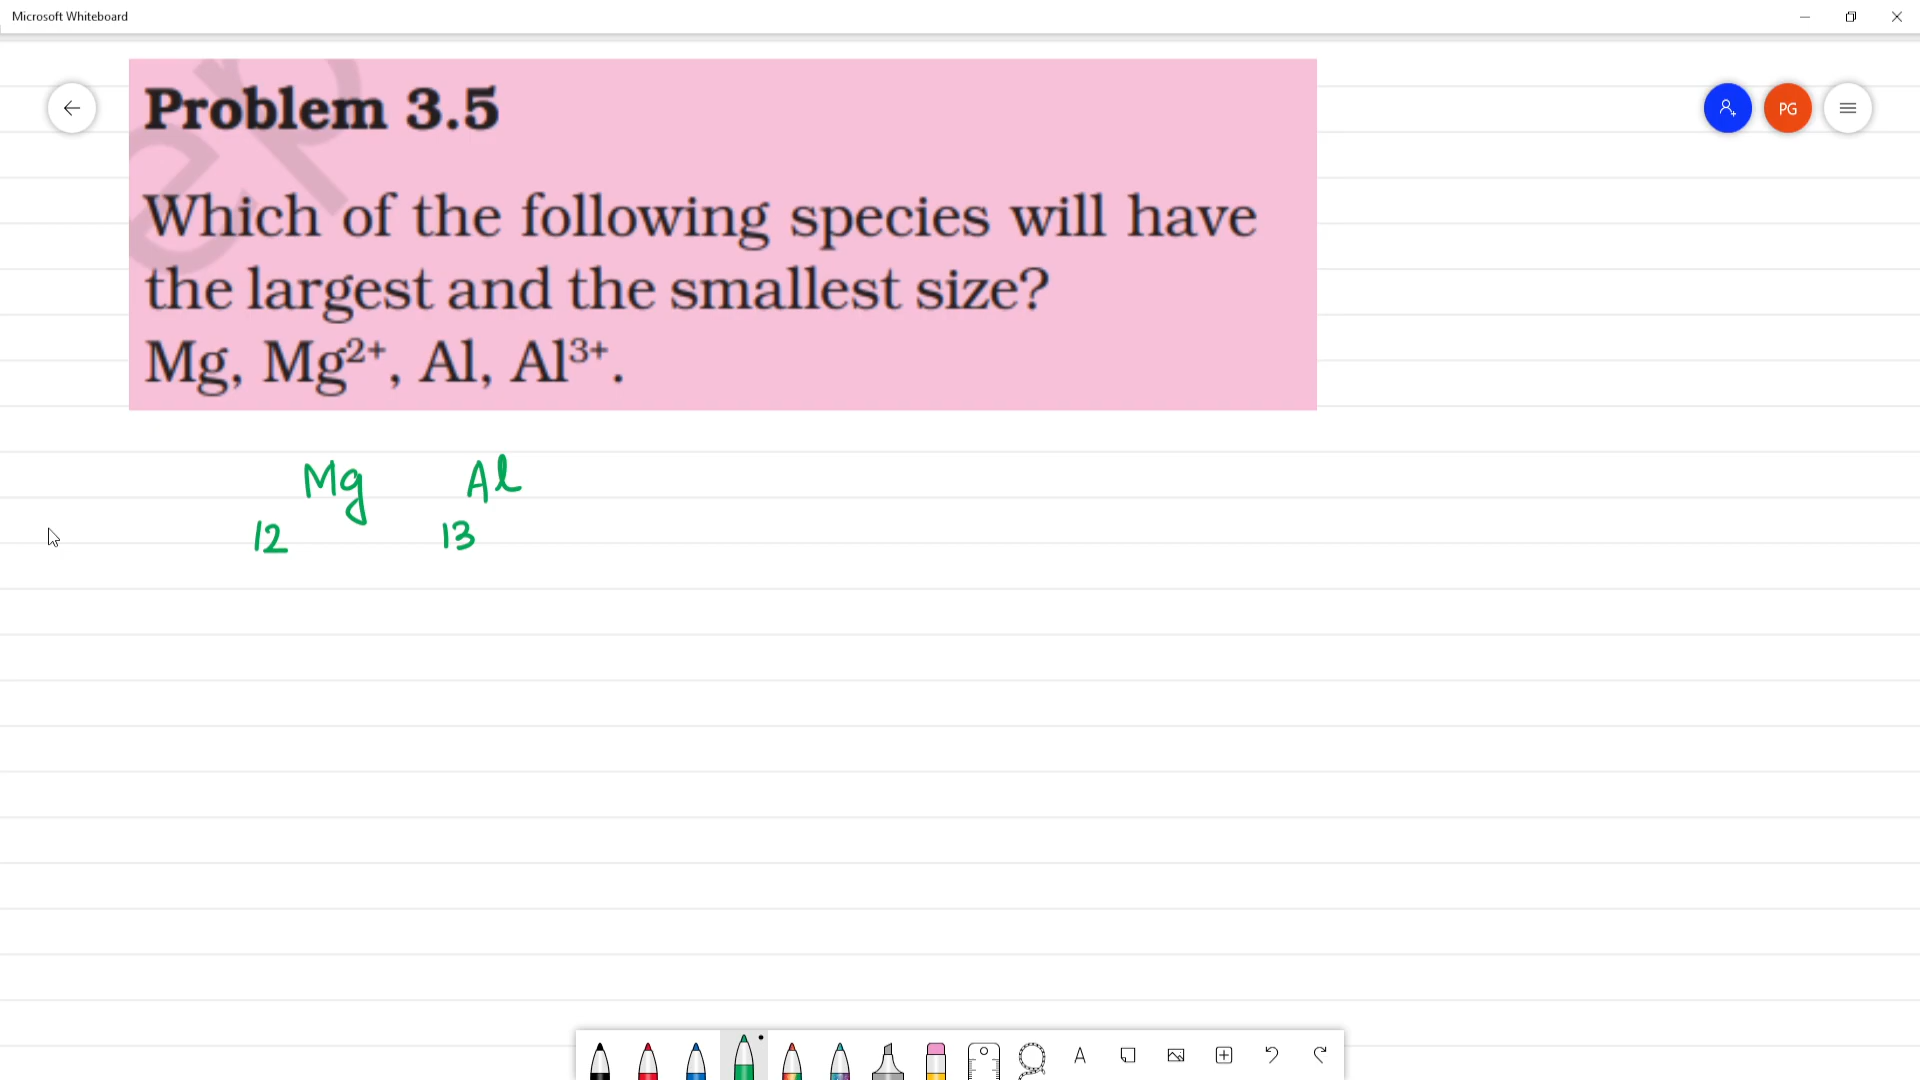 Microsoft Whiteboard
Problem 3.5
PG
Which of the following species will have
the largest and the smallest size?
Mg, Mg²⁺, Al, Al³⁺.
Mg Al
12 13
A